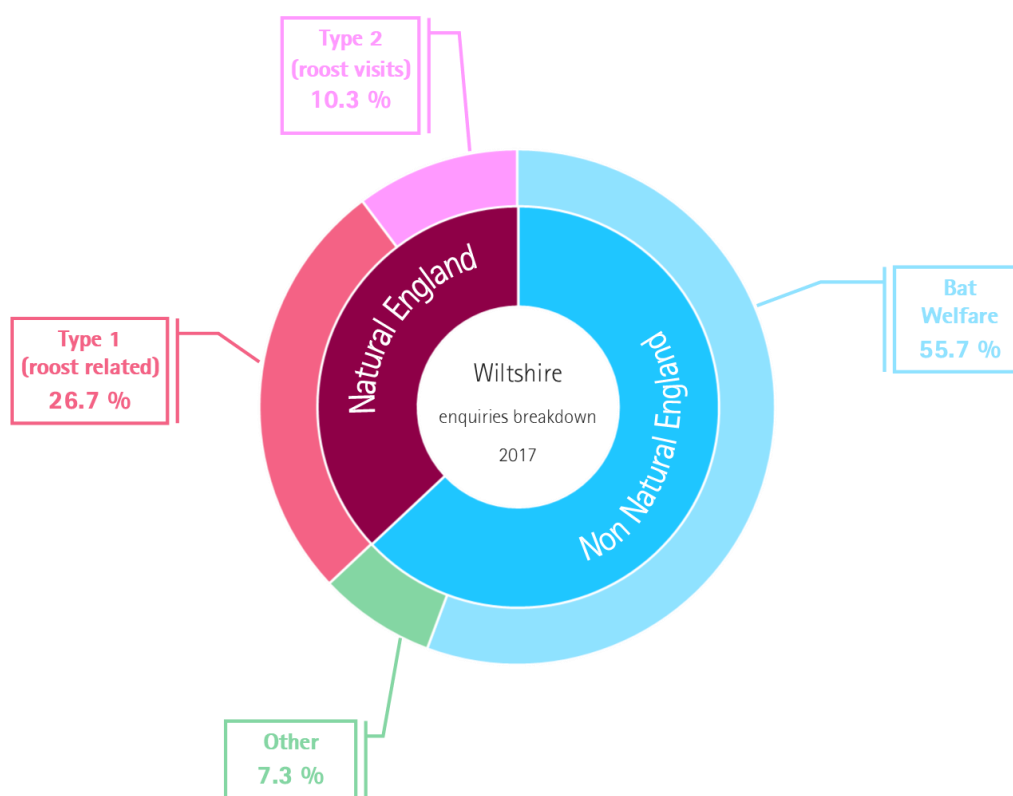 Type 2
(roost visits)
10.3 %
Natural England
Bat
Welfare
55.7 %
Type 1
(roost related)
26.7 %
Wiltshire
enquiries breakdown
2017
Non Natural England
Other
7.3 %